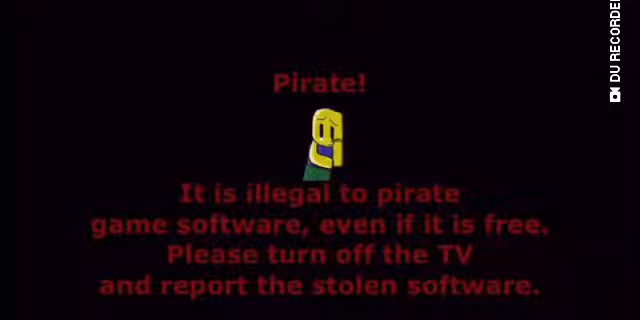 Pirate!
It is illegal to pirate
game software, even if it is free.
Please turn off the TV
and report the stolen software.
DU RECORDER